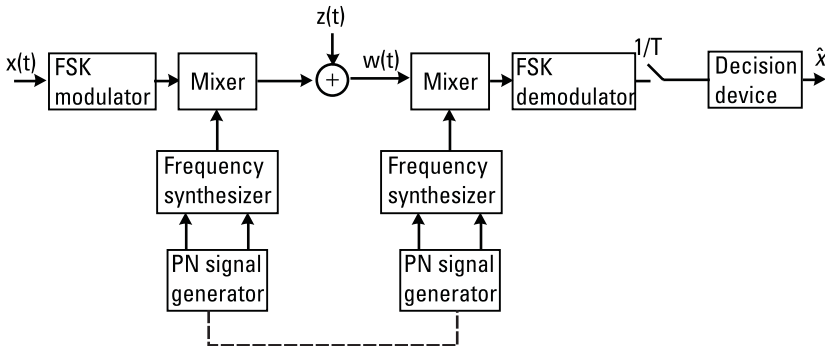 z(t)
x(t)
FSK
modulator
Mixer
+
w(t)
Mixer
FSK
demodulator
1/T
Decision
device
x̂
Frequency
synthesizer
Frequency
synthesizer
PN signal
generator
PN signal
generator